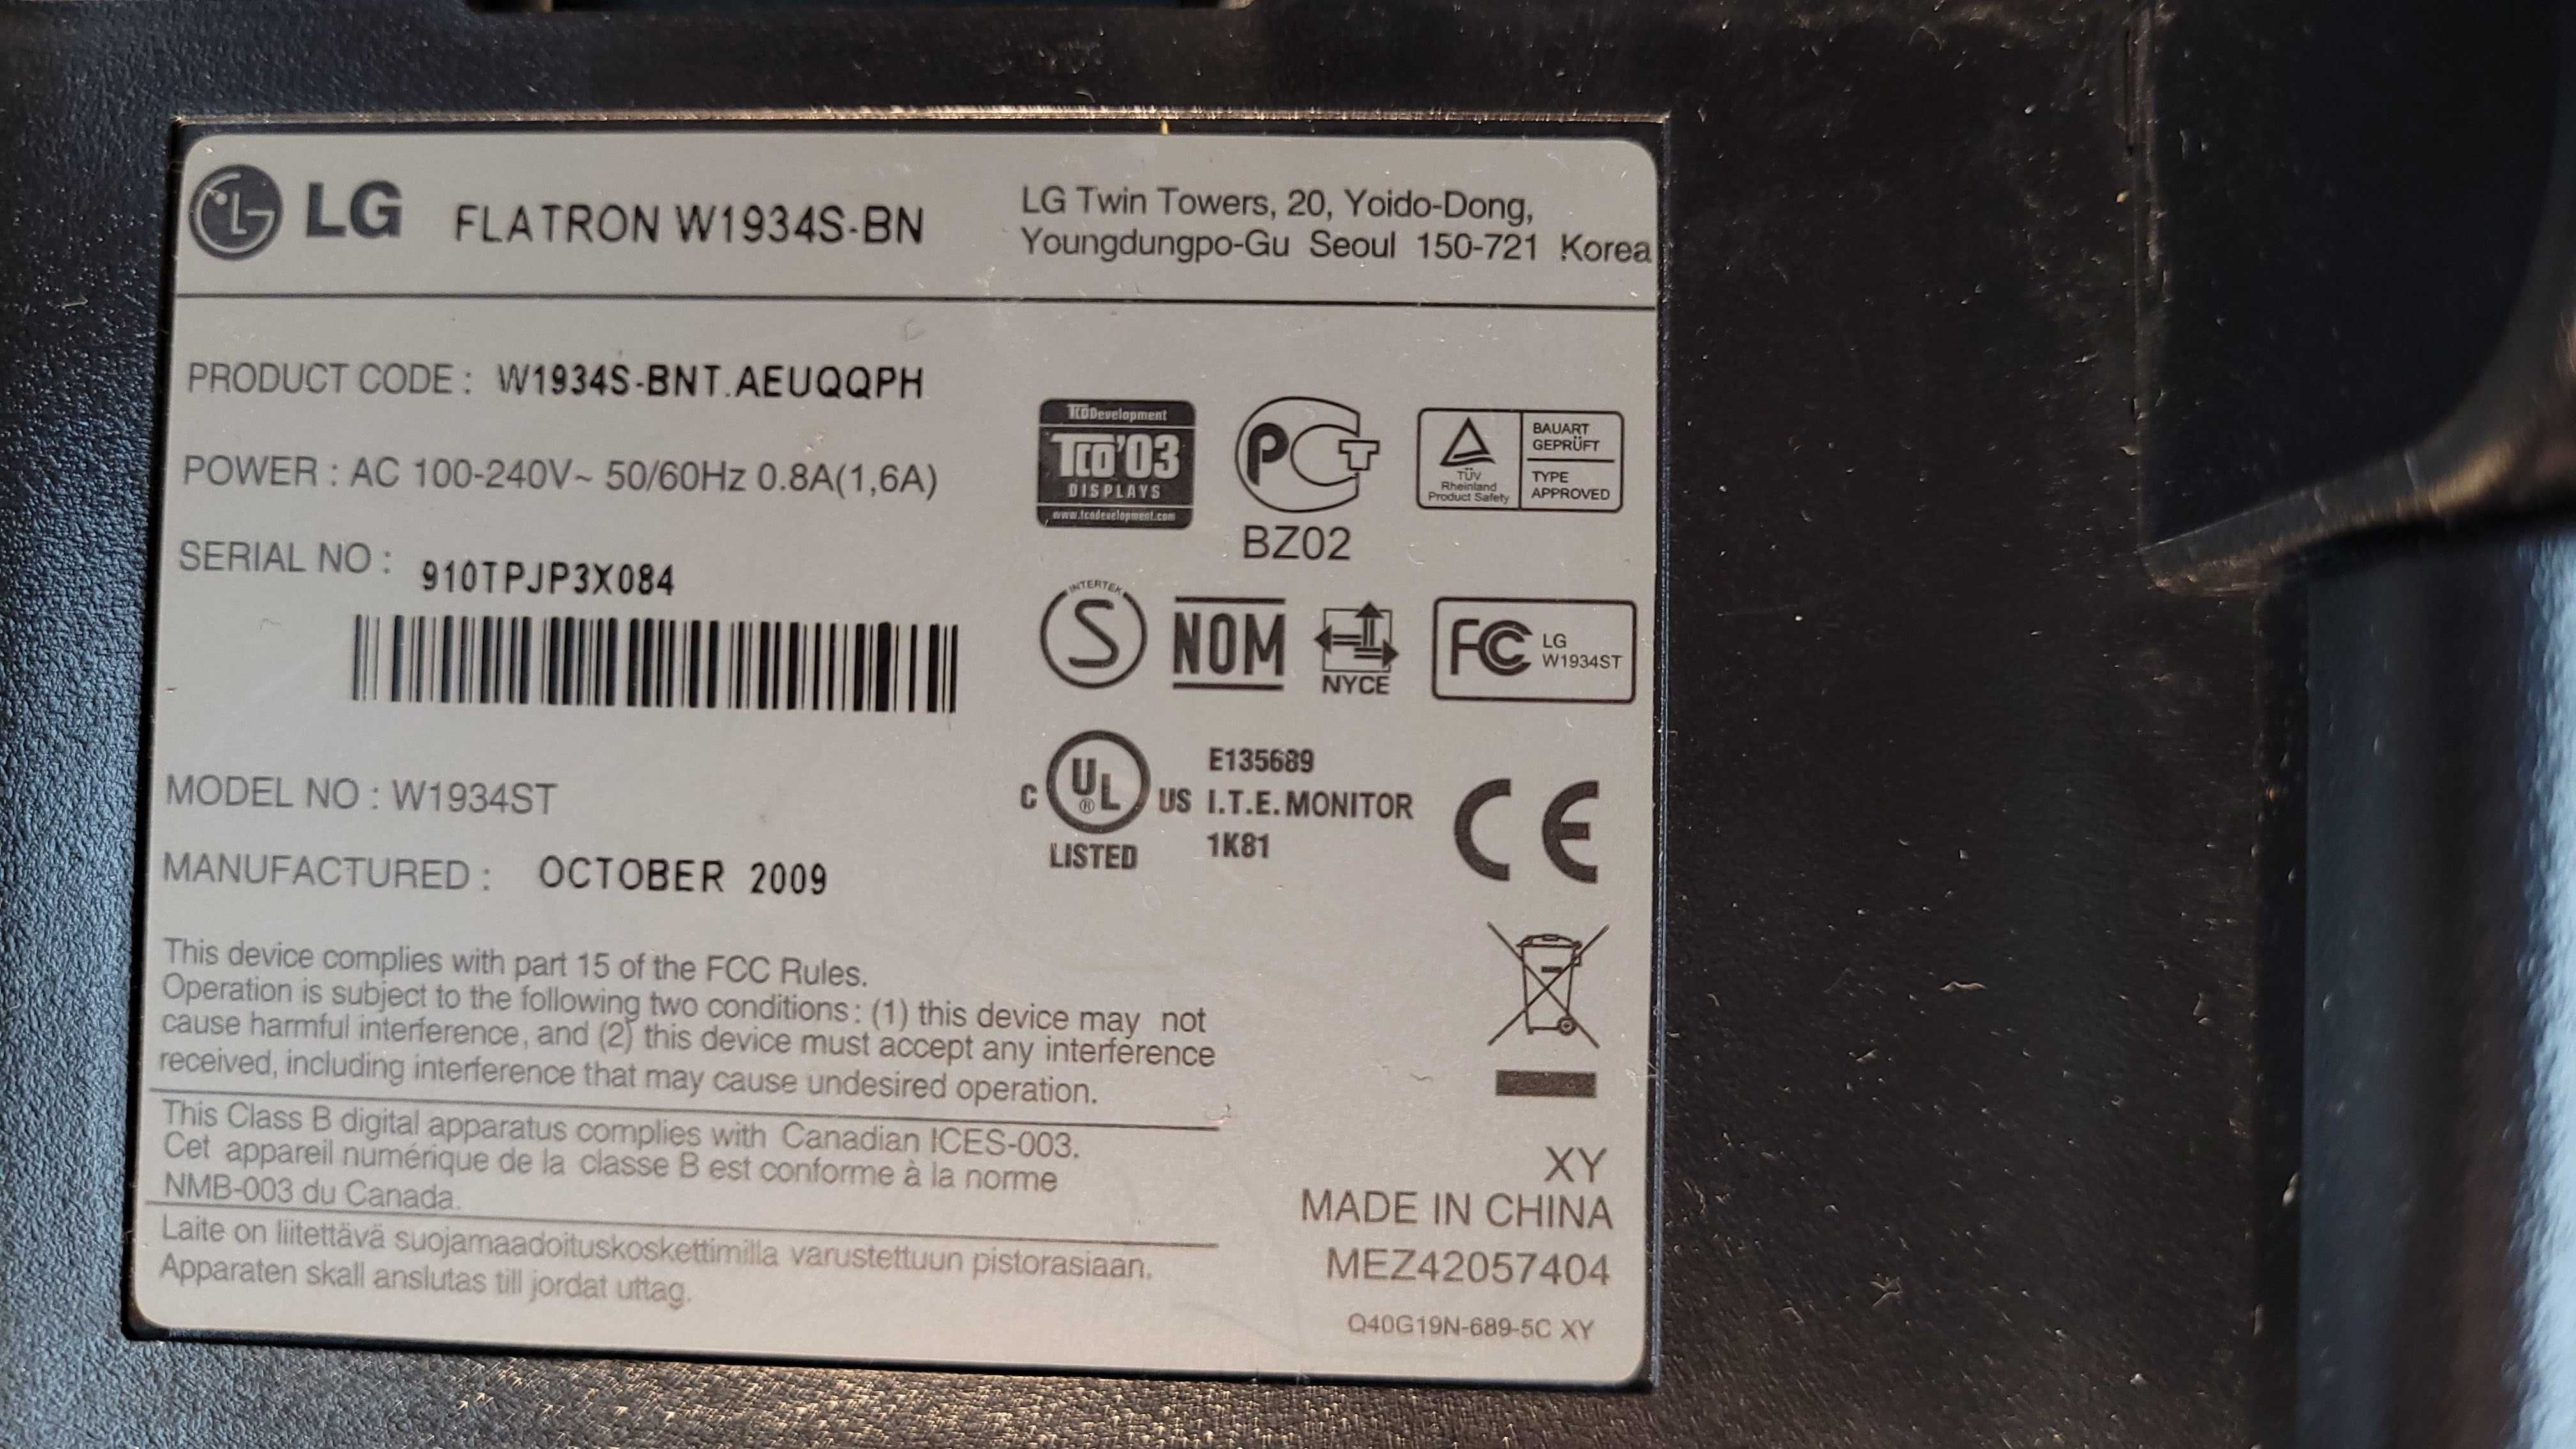 LG FLATRON W1934S-BN
LG Twin Towers, 20, Yoido-Dong,
Youngdungpo-Gu Seoul 150-721 Korea
PRODUCT CODE : W1934S-BNT.AEUQQPH
POWER : AC 100-240V~ 50/60Hz 0.8A(1,6A)
SERIAL NO : 910TPJP3X084
MODEL NO : W1934ST
MANUFACTURED : OCTOBER 2009
TCODevelopment
TCO'03
DISPLAYS
www.tcodevelopment.com
PCT
BZ02
TÜV
Rheinland
Product Safety
BAUART
GEPRÜFT
TYPE
APPROVED
INTERTEK
S
NOM
NYCE
FC
LG
W1934ST
C UL® US
LISTED
E135689
I.T.E.MONITOR
1K81
CE
This device complies with part 15 of the FCC Rules.
Operation is subject to the following two conditions: (1) this device may not
cause harmful interference, and (2) this device must accept any interference
received, including interference that may cause undesired operation.
This Class B digital apparatus complies with Canadian ICES-003.
Cet appareil numérique de la classe B est conforme à la norme
NMB-003 du Canada.
Laite on liitettävä suojamaadoituskoskettimilla varustettuun pistorasiaan.
Apparaten skall anslutas till jordat uttag.
XY
MADE IN CHINA
MEZ42057404
Q40G19N-689-5C XY